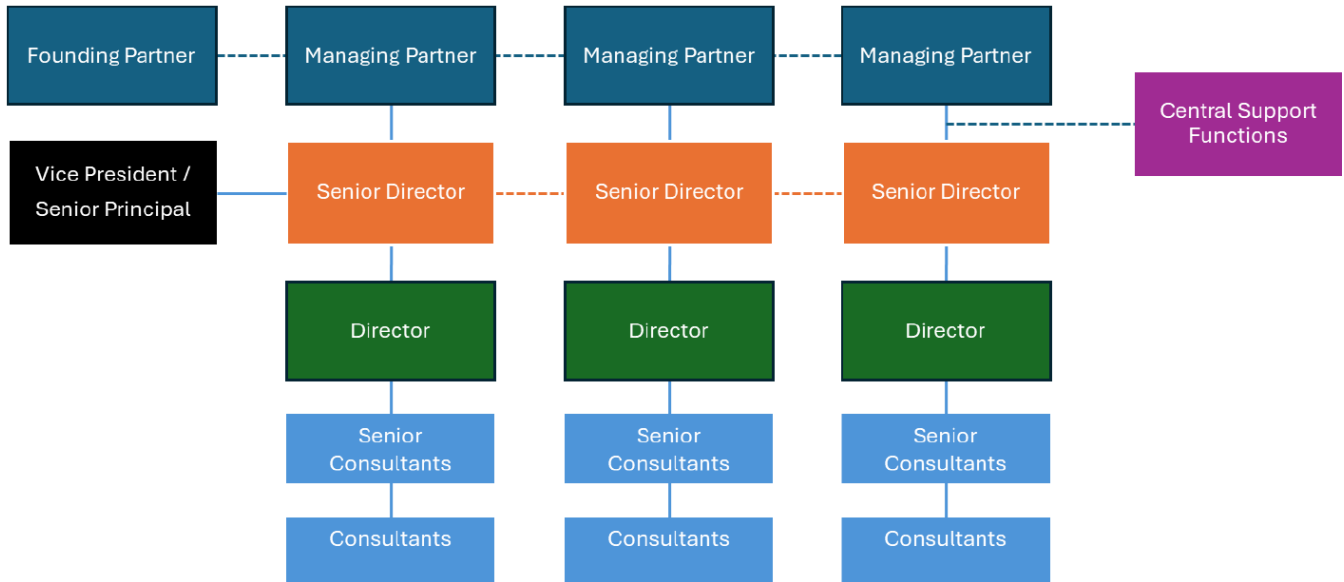 Founding Partner
Managing Partner
Managing Partner
Managing Partner
Central Support
Functions
Vice President /
Senior Principal
Senior Director
Senior Director
Senior Director
Director
Director
Director
Senior
Consultants
Senior
Consultants
Senior
Consultants
Consultants
Consultants
Consultants